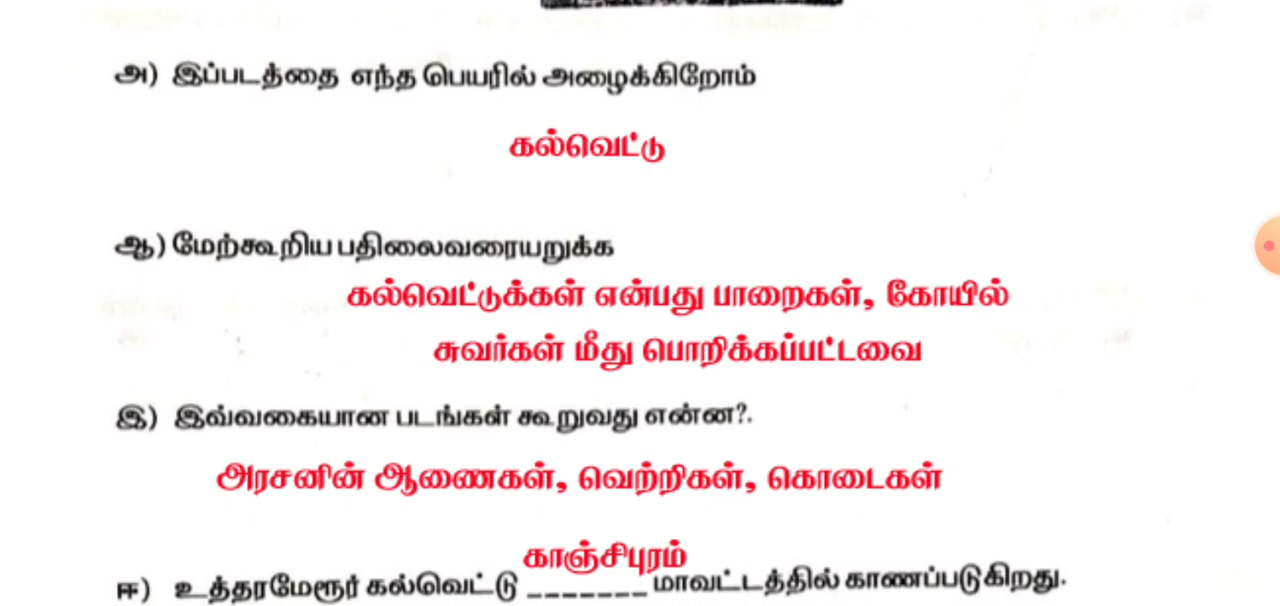 அ) இப்படத்தை எந்த பெயரில் அழைக்கிறோம்
கல்வெட்டு
ஆ) மேற்கூறிய பதிலைவரையறுக்க
கல்வெட்டுக்கள் என்பது பாறைகள், கோயில்
சுவர்கள் மீது பொறிக்கப்பட்டவை
இ) இவ்வகையான படங்கள் கூறுவது என்ன?.
அரசனின் ஆணைகள், வெற்றிகள், கொடைகள்
காஞ்சிபுரம்
ஈ) உத்தரமேரூர் கல்வெட்டு _______ மாவட்டத்தில் காணப்படுகிறது.